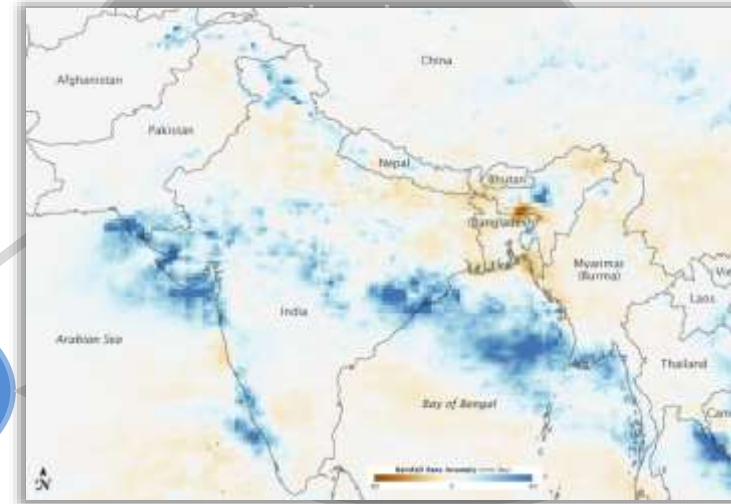 China
Afghanistan
Pakistan
Nepal
Bhutan
Bangladesh
Myanmar
(Burma)
India
Laos
Arabian Sea
Thailand
Bay of Bengal
Rainfall Rate Anomaly
N